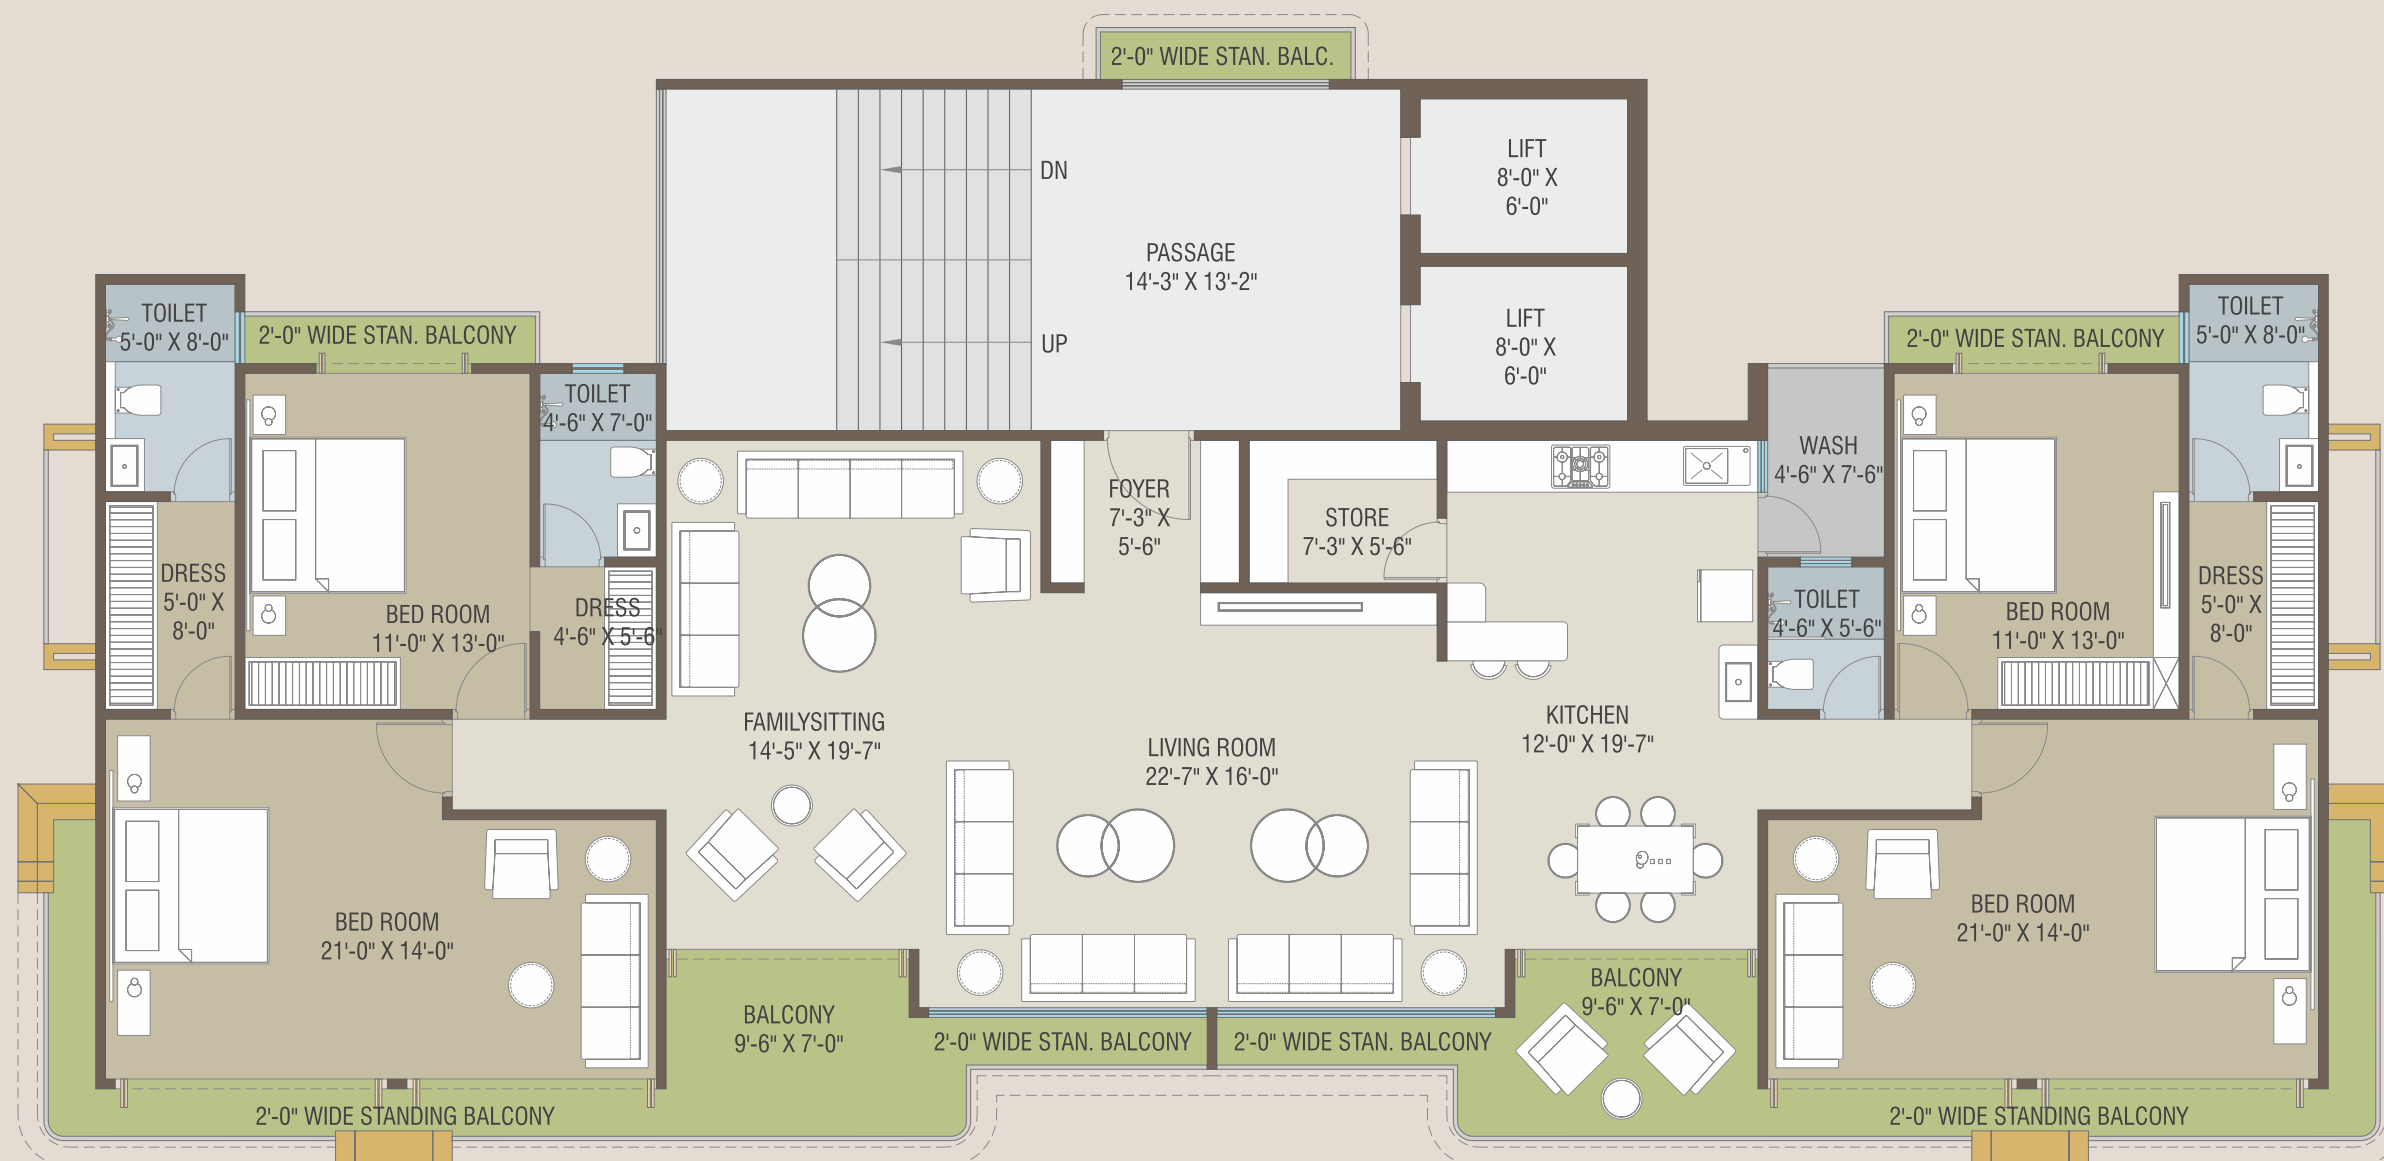 2'-0" WIDE STAN. BALC.
DN
UP
PASSAGE
14'-3" X 13'-2"
LIFT
8'-0" X
6'-0"
LIFT
8'-0" X
6'-0"
TOILET
5'-0" X 8'-0"
2'-0" WIDE STAN. BALCONY
TOILET
4'-6" X 7'-0"
2'-0" WIDE STAN. BALCONY
TOILET
5'-0" X 8'-0"
WASH
4'-6" X 7'-6"
FOYER
7'-3" X
5'-6"
STORE
7'-3" X 5'-6"
DRESS
5'-0" X
8'-0"
BED ROOM
11'-0" X 13'-0"
DRESS
4'-6" X 5'-6"
TOILET
4'-6" X 5'-6"
BED ROOM
11'-0" X 13'-0"
DRESS
5'-0" X
8'-0"
FAMILYSITTING
14'-5" X 19'-7"
LIVING ROOM
22'-7" X 16'-0"
KITCHEN
12'-0" X 19'-7"
BED ROOM
21'-0" X 14'-0"
BED ROOM
21'-0" X 14'-0"
BALCONY
9'-6" X 7'-0"
2'-0" WIDE STAN. BALCONY
2'-0" WIDE STAN. BALCONY
BALCONY
9'-6" X 7'-0"
2'-0" WIDE STANDING BALCONY
2'-0" WIDE STANDING BALCONY